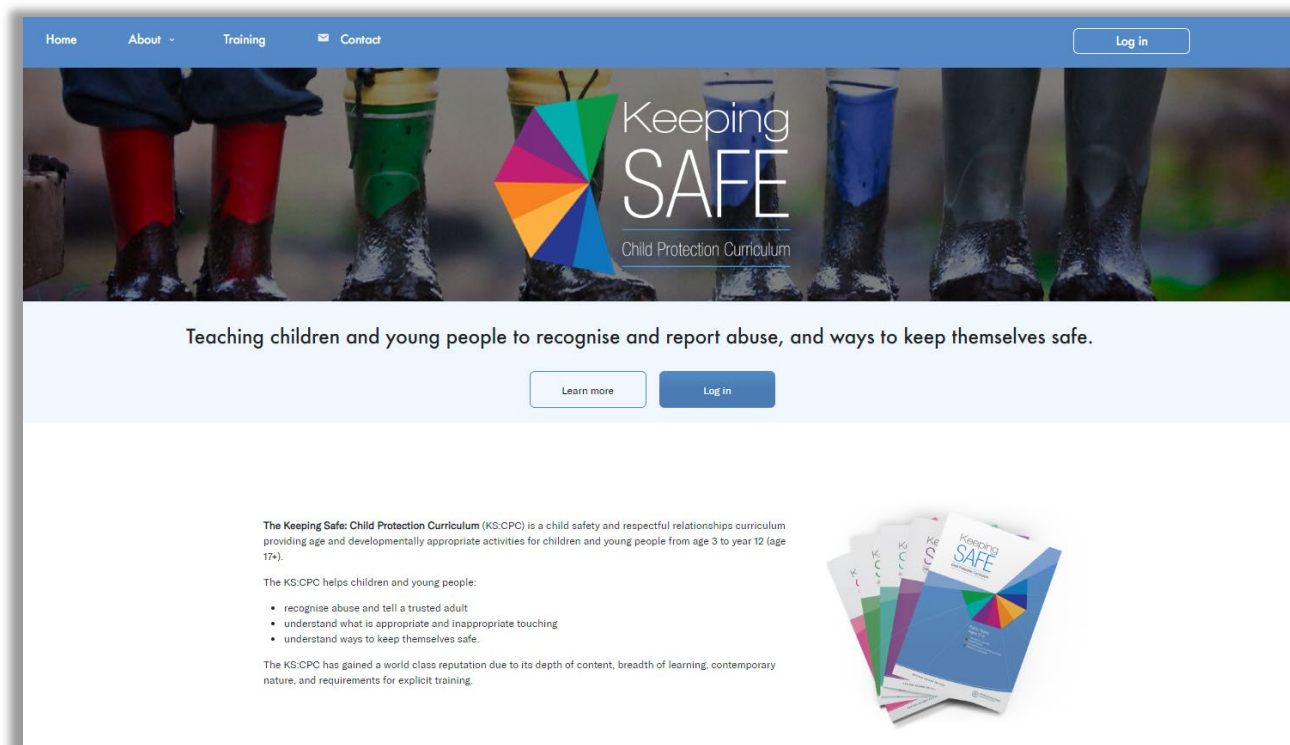 Home About Training Contact Log in
Keeping
SAFE
Child Protection Curriculum
Teaching children and young people to recognise and report abuse, and ways to keep themselves safe.
Learn more Log in
The Keeping Safe: Child Protection Curriculum (KS:CPC) is a child safety and respectful relationships curriculum
providing age and developmentally appropriate activities for children and young people from age 3 to year 12 (age
17+).
The KS:CPC helps children and young people:
• recognise abuse and tell a trusted adult
• understand what is appropriate and inappropriate touching
• understand ways to keep themselves safe.
The KS:CPC has gained a world class reputation due to its depth of content, breadth of learning, contemporary
nature, and requirements for explicit training.
Keeping
SAFE
Child Protection Curriculum